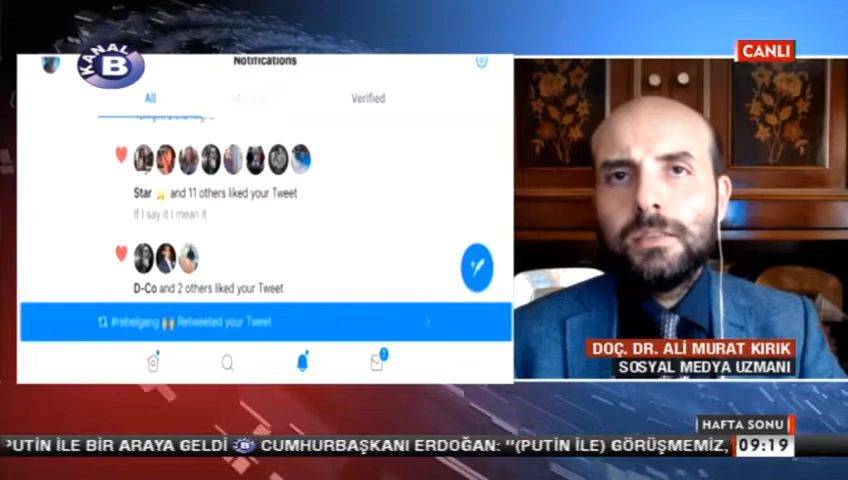 KANAL B
CANLI
Notifications
All
Verified
Star and 11 others liked your Tweet
If I say it I mean it
D-Co and 2 others liked your Tweet
#rebelgang Retweeted your Tweet
DOÇ. DR. ALİ MURAT KIRIK
SOSYAL MEDYA UZMANI
HAFTA SONU
PUTİN İLE BİR ARAYA GELDİ B CUMHURBAŞKANI ERDOĞAN: "(PUTİN İLE) GÖRÜŞMEMİZ,
09:19